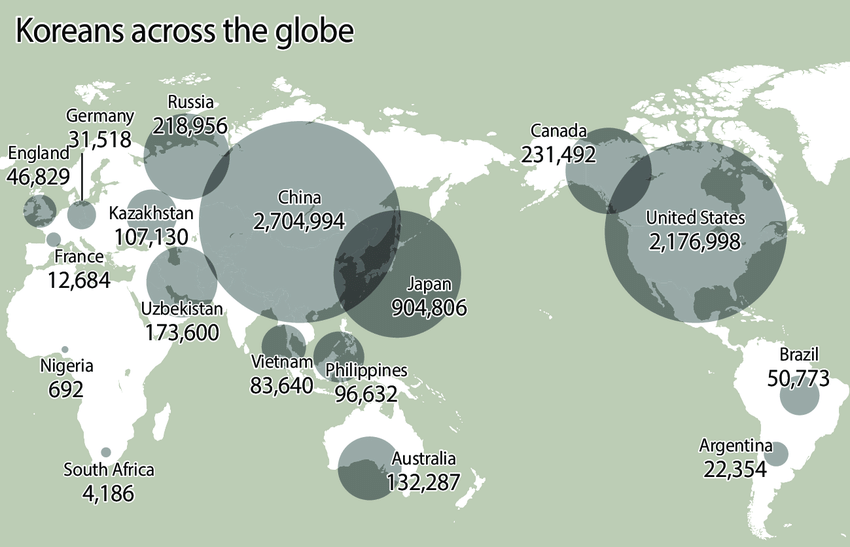 Koreans across the globe
Russia
218,956
Germany
31,518
England
46,829
Canada
231,492
China
2,704,994
Kazakhstan
107,130
United States
2,176,998
France
12,684
Japan
904,806
Uzbekistan
173,600
Nigeria
692
Vietnam
83,640
Philippines
96,632
Brazil
50,773
Argentina
22,354
Australia
132,287
South Africa
4,186